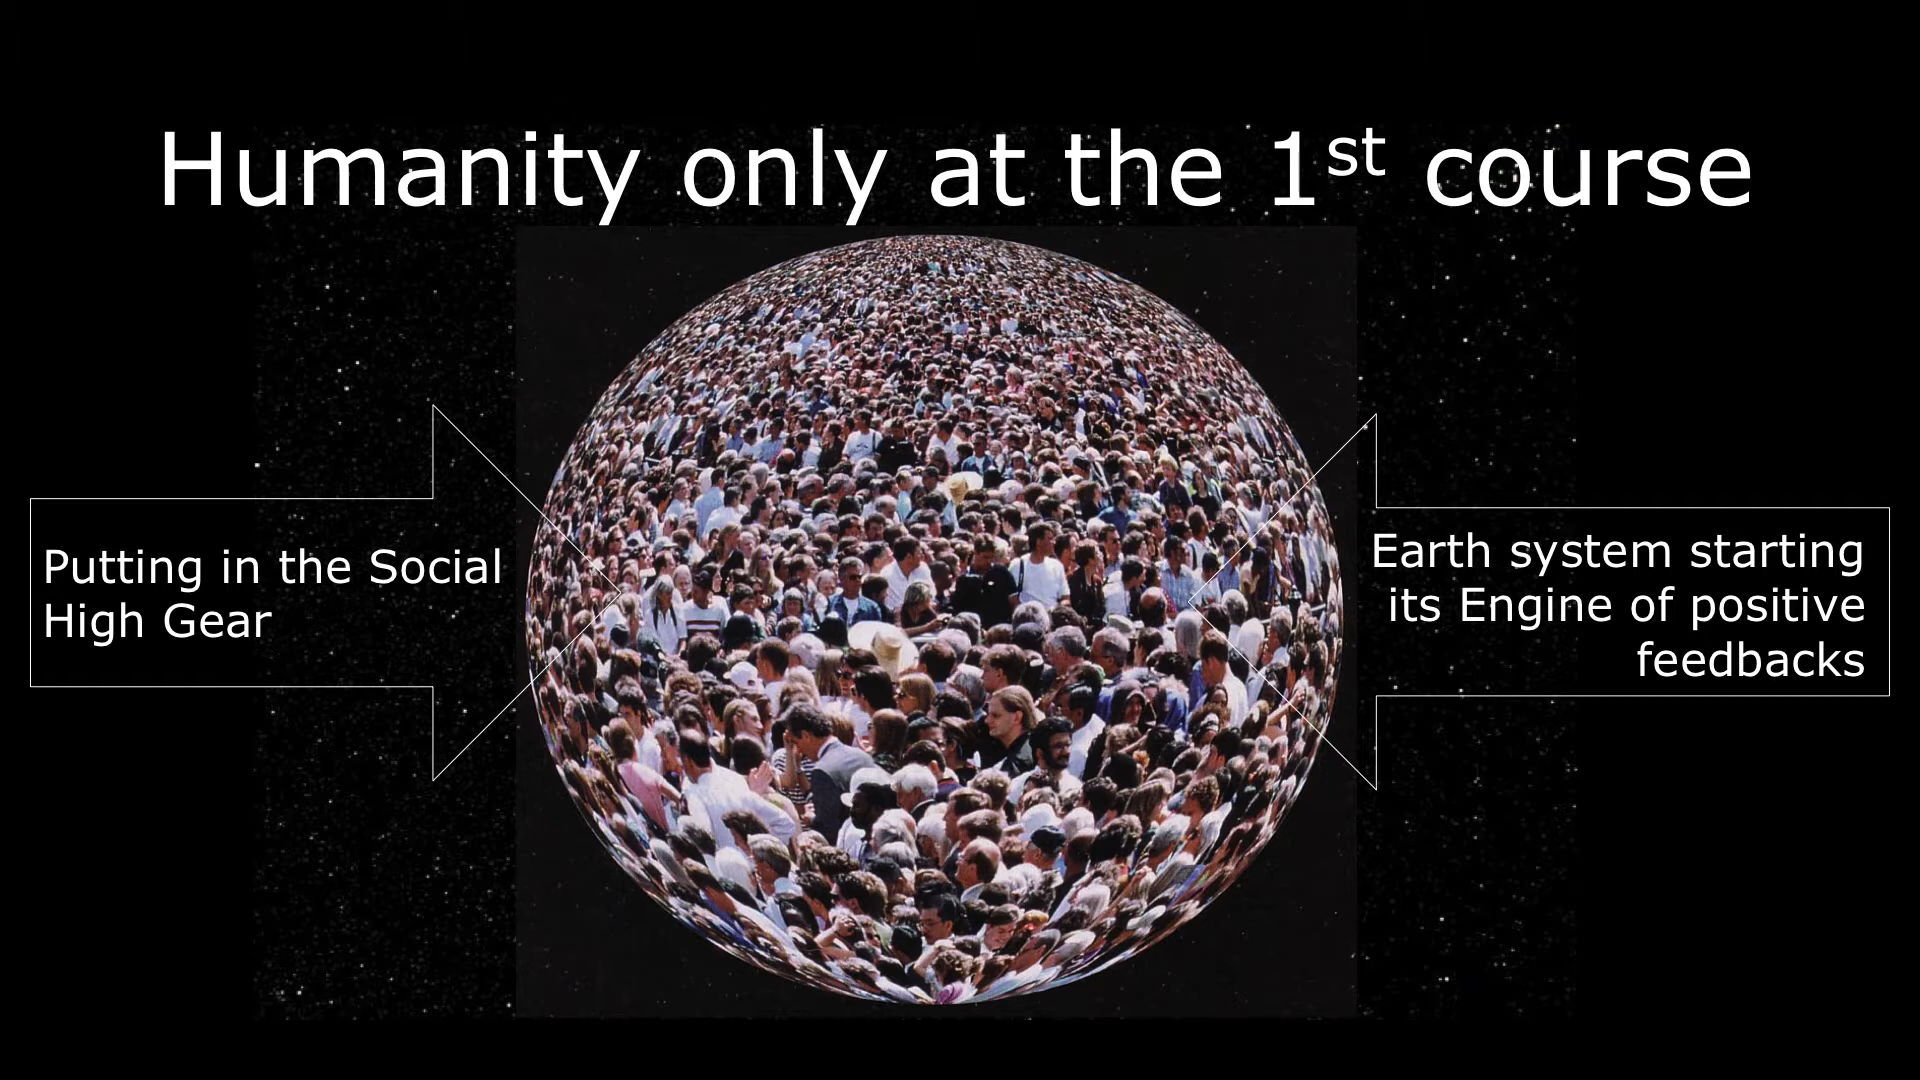 Humanity only at the 1st course
Putting in the Social
High Gear
Earth system starting
its Engine of positive
feedbacks